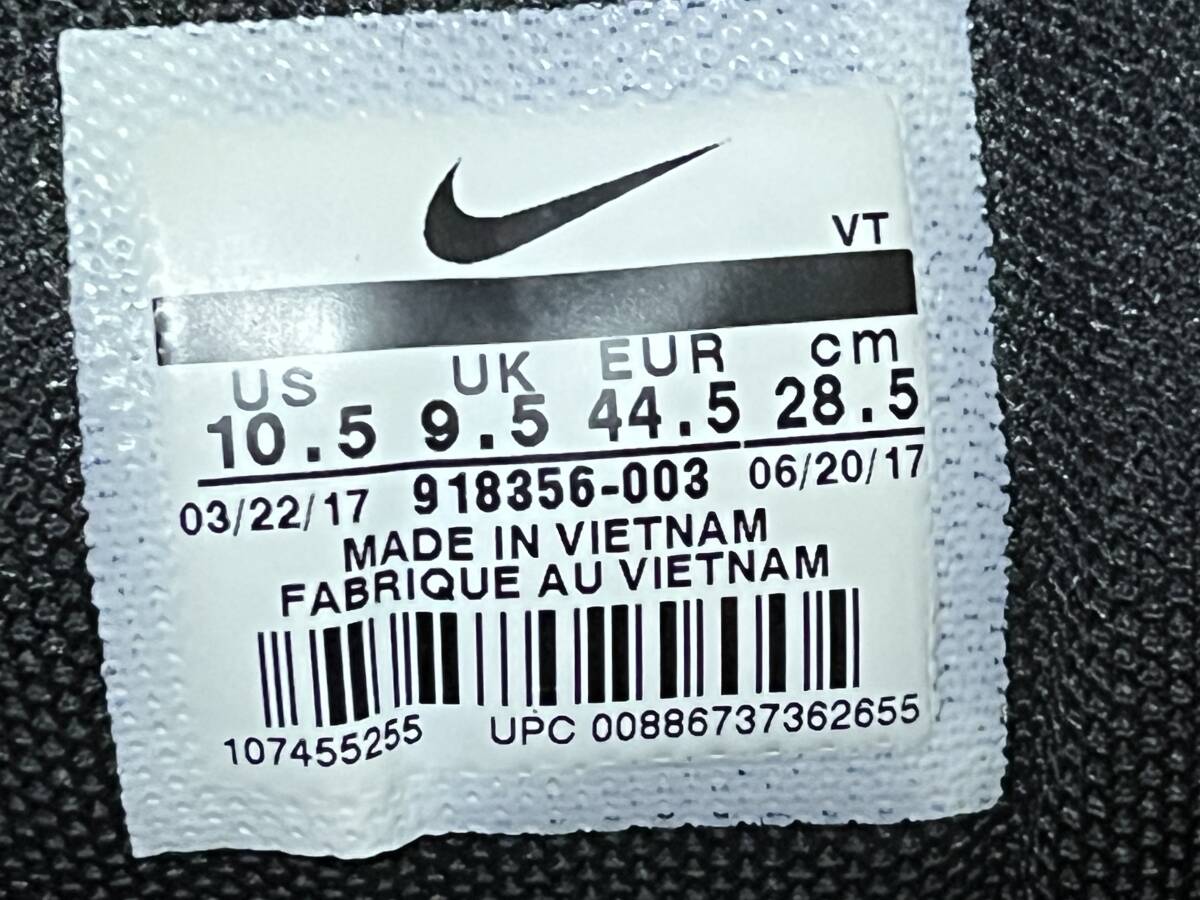 VT
US UK EUR cm
10.5 9.5 44.5 28.5
03/22/17 918356-003 06/20/17
MADE IN VIETNAM
FABRIQUE AU VIETNAM
107455255 UPC 00886737362655